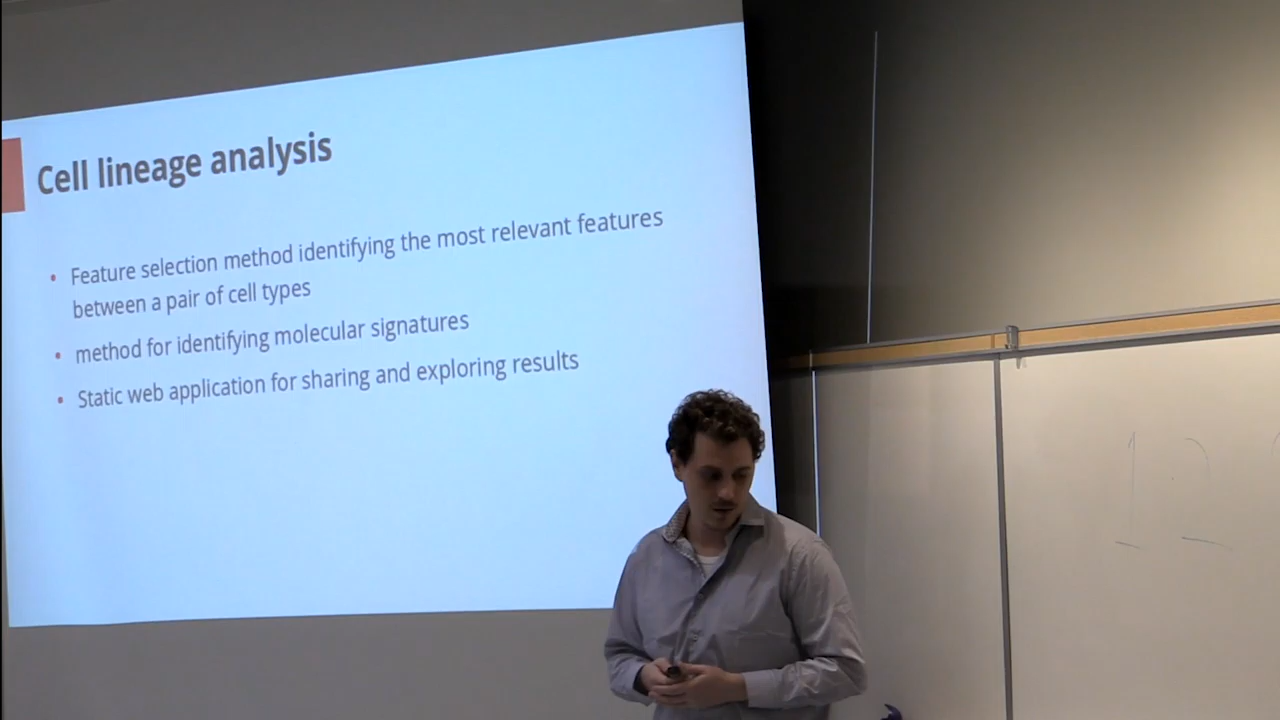 Cell lineage analysis
• Feature selection method identifying the most relevant features
between a pair of cell types
• method for identifying molecular signatures
• Static web application for sharing and exploring results